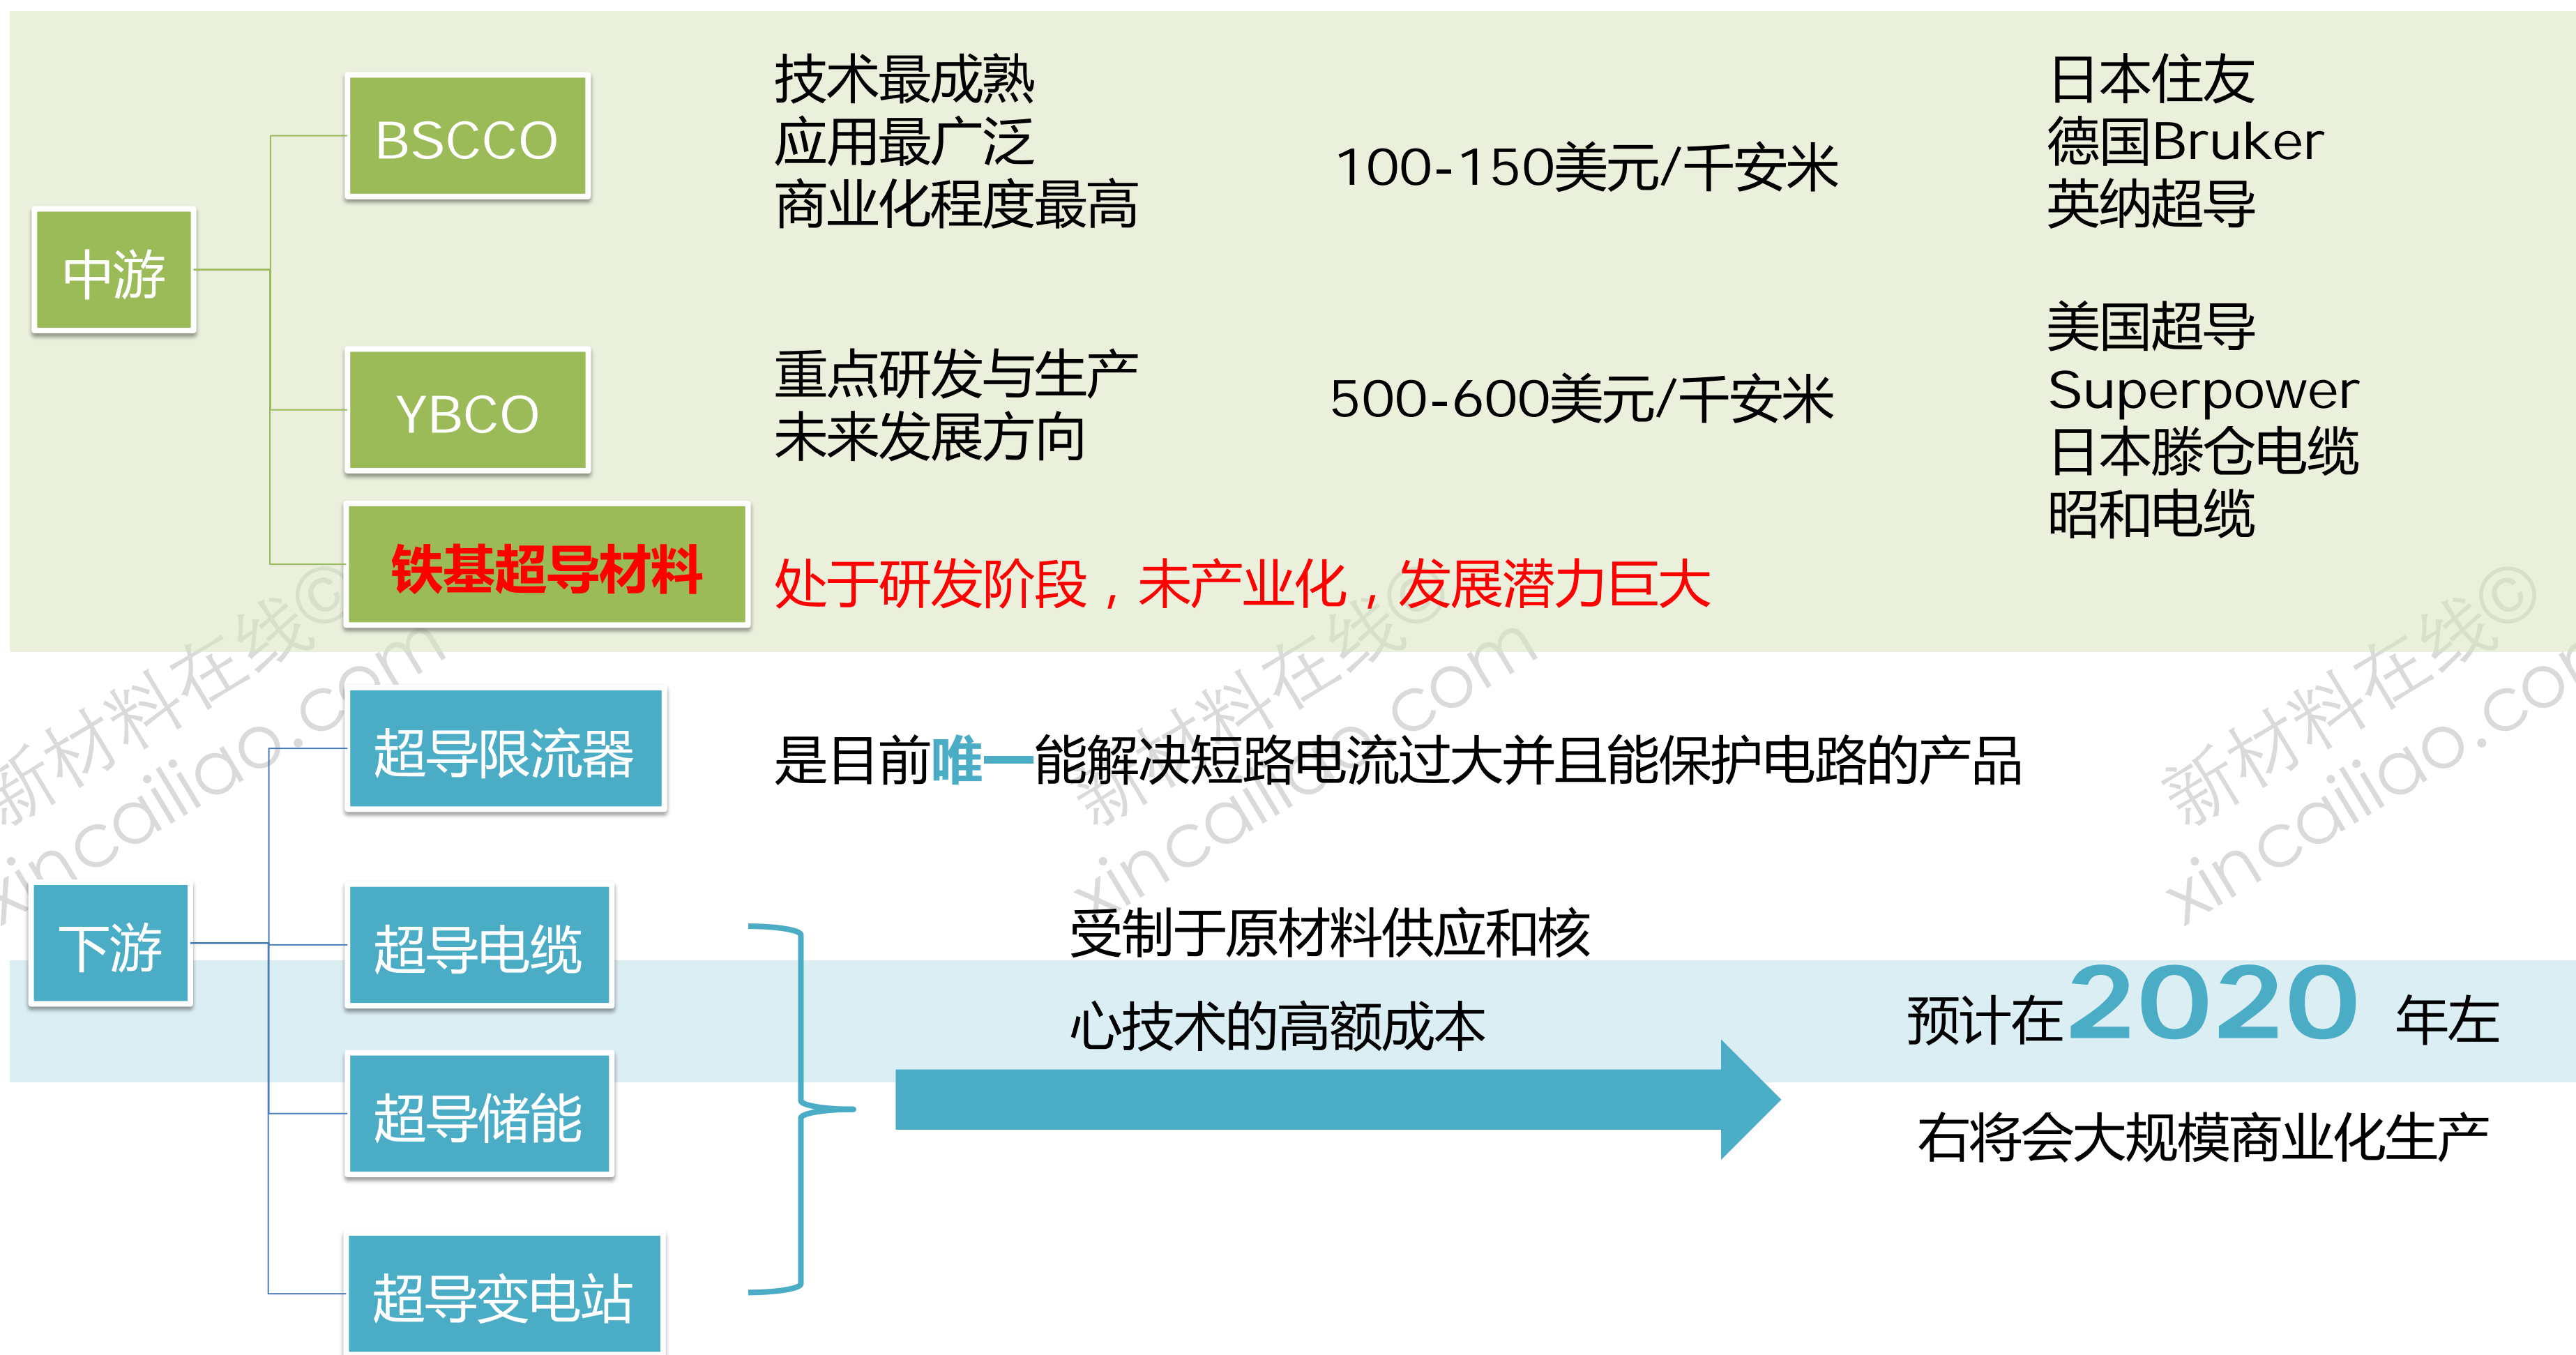 中游
BSCCO
技术最成熟
应用最广泛
商业化程度最高
100-150美元/千安米
日本住友
德国Bruker
英纳超导
YBCO
重点研发与生产
未来发展方向
500-600美元/千安米
美国超导
Superpower
日本滕仓电缆
昭和电缆
铁基超导材料
处于研发阶段，未产业化，发展潜力巨大
下游
超导限流器
是目前唯一能解决短路电流过大并且能保护电路的产品
超导电缆
超导储能
超导变电站
受制于原材料供应和核
心技术的高额成本
预计在2020 年左
右将会大规模商业化生产
新材料在线©
xincailiao.com
新材料在线©
xincailiao.com
新材料在线©
xincailiao.com